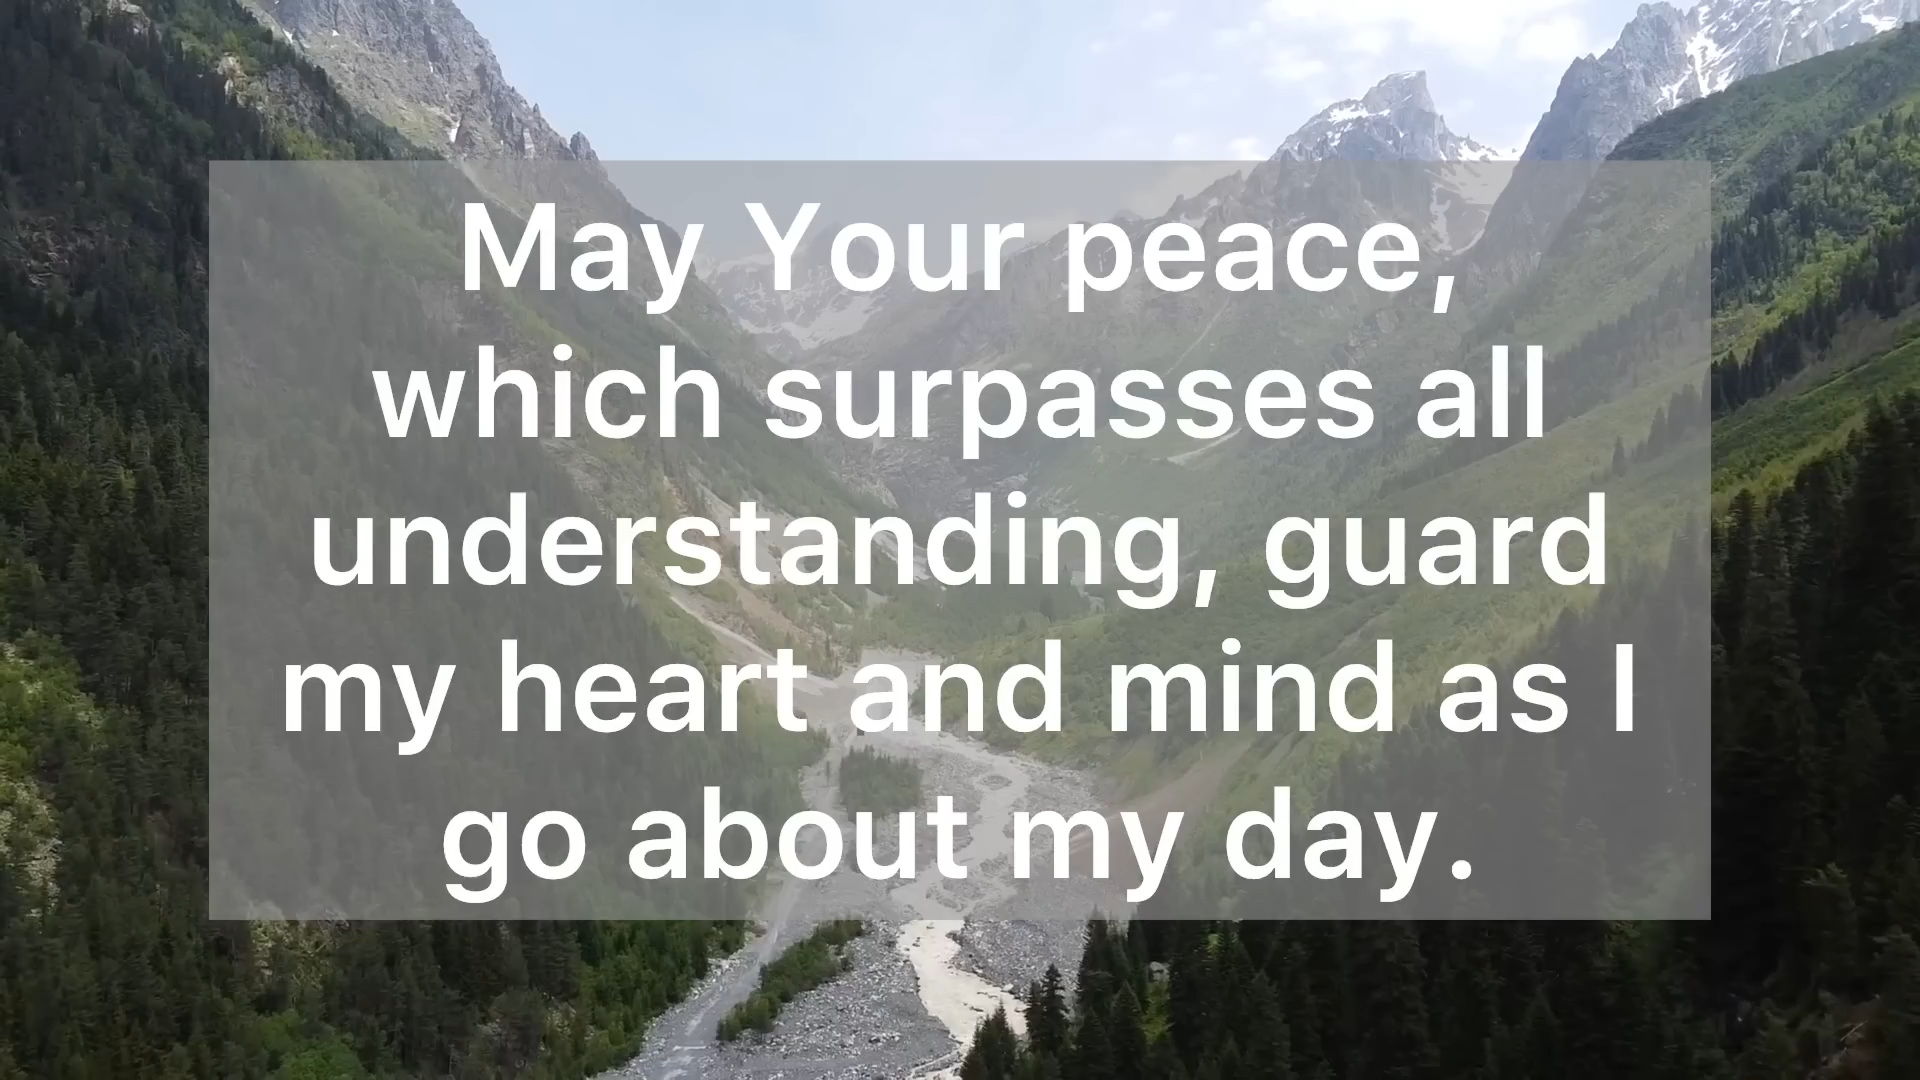 May Your peace,
which surpasses all
understanding, guard
my heart and mind as I
go about my day.